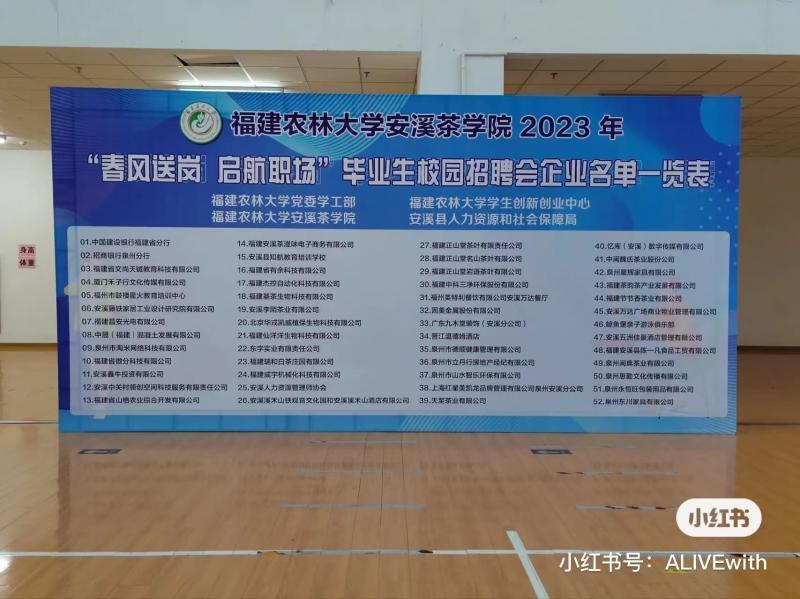 福建农林大学安溪茶学院 2023 年
“春风送岗 启航职场”毕业生校园招聘会企业名单一览表
福建农林大学党委学工部 福建农林大学学生创新创业中心
福建农林大学安溪茶学院 安溪县人力资源和社会保障局
01.中国建设银行福建省分行
02.招商银行泉州分行
03.福建省文尚天诚教育科技有限公司
04.厦门禾子行文化传媒有限公司
05.福州市鼓楼星火教育培训中心
06.安溪藤铁家居工业设计研究院有限公司
07.福建晶安光电有限公司
08.中晟（福建）混凝土发展有限公司
09.泉州市淘米网络科技有限公司
10.福建省微分科技有限公司
11.安溪鑫牛投资有限公司
12.安溪中关村领创空间科技服务有限责任公司
13.福建省山格农业综合开发有限公司
14.福建安溪茶滋味电子商务有限公司
15.安溪县知航教育培训学校
16.福建省有余科技有限公司
17.福建杰控自动化科技有限公司
18.福建基茶生物科技有限公司
19.安溪李陌茶业有限公司
20.北京华戍凯威植保生物科技有限公司
21.福建仙洋洋生物科技有限公司
22.东宇实业有限责任公司
23.福建瑚和白茶庄园有限公司
24.福建威宇机械化科技有限公司
25.安溪人力资源管理师协会
26.安溪溪禾山铁观音文化园和安溪溪禾山酒店有限公司
27.福建正山堂茶叶有限责任公司
28.福建正山堂名山茶叶有限公司
29.福建正山堂岩道茶叶有限公司
30.福建中科三净环保股份有限公司
31.福州英特利餐饮有限公司安溪万达餐厅
32.固美金属股份有限公司
33.广东九木堂装饰（安溪分公司）
34.晋江温德姆酒店
35.泉州市德顺健康管理有限公司
36.泉州市立丹行房地产经纪有限公司
37.泉州市山水智乐环保有限公司
38.上海红星美凯龙品牌管理有限公司泉州安溪分公司
39.天茗茶业有限公司
40.忆库（安溪）数字传媒有限公司
41.中闽魏氏茶业股份公司
42.泉州星辉家具有限公司
43.福建茶韵茶产业发展有限公司
44.福建节节香茶业有限公司
45.安溪万达广场商业物业管理有限公司
46.鲸鱼堡亲子游泳俱乐部
47.安溪五洲佳豪酒店管理有限公司
48.福建安溪县陈一凡食品工贸有限公司
49.泉州闽典茶业有限公司
50.泉州思勤文化传播有限公司
51.泉州永恒旺包装用品有限公司
52.泉州东川家具有限公司
身高
体重
小红书
小红书号：ALIVEwith